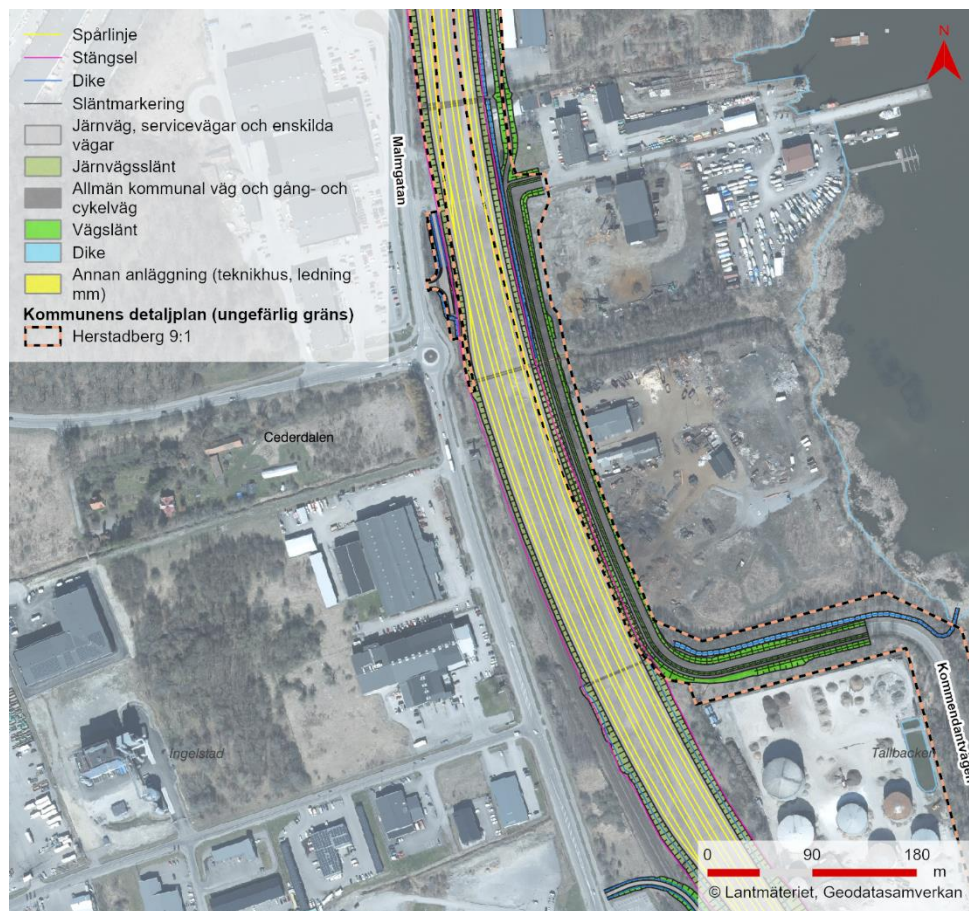 Spårlinje
Stängsel
Dike
Släntmarkering
Järnväg, servicevägar och enskilda
vägar
Järnvägsslänt
Allmän kommunal väg och gång- och
cykelväg
Vägslänt
Dike
Annan anläggning (teknikhus, ledning
mm)
Kommunens detaljplan (ungefärlig gräns)
Herstadberg 9:1
Malmgatan
N
Cederdalen
Ingelstad
Kommendantvägen
Tallbacken
0 90 180
m
© Lantmäteriet, Geodatasamverkan